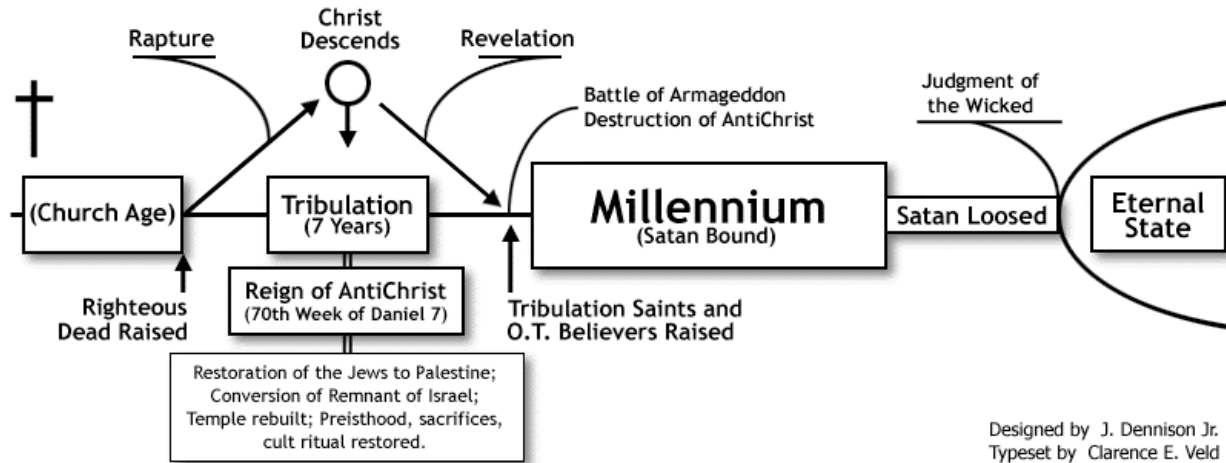 Rapture
Christ
Descends
Revelation
Battle of Armageddon
Destruction of AntiChrist
Judgment of
the Wicked
(Church Age)
Tribulation
(7 Years)
Millennium
(Satan Bound)
Satan Loosed
Eternal
State
Righteous
Dead Raised
Reign of AntiChrist
(70th Week of Daniel 7)
Tribulation Saints and
O.T. Believers Raised
Restoration of the Jews to Palestine;
Conversion of Remnant of Israel;
Temple rebuilt; Preisthood, sacrifices,
cult ritual restored.
Designed by J. Dennison Jr.
Typeset by Clarence E. Veld